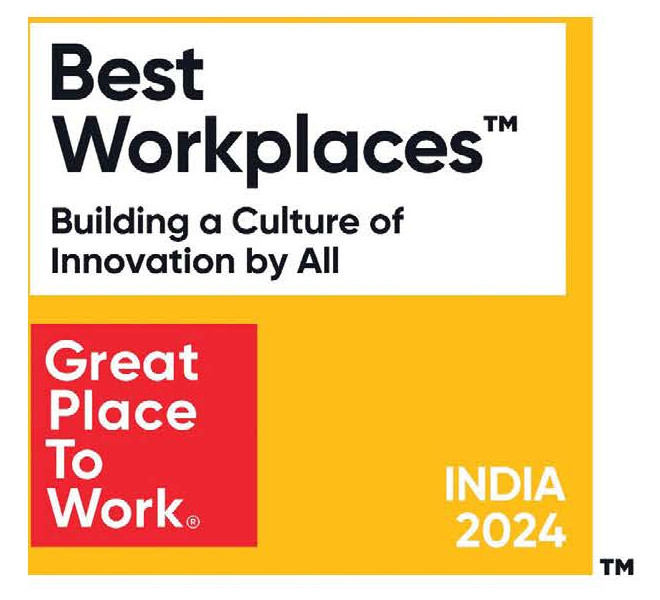 Best
Workplaces™
Building a Culture of
Innovation by All
Great
Place
To
Work®
INDIA
2024
TM